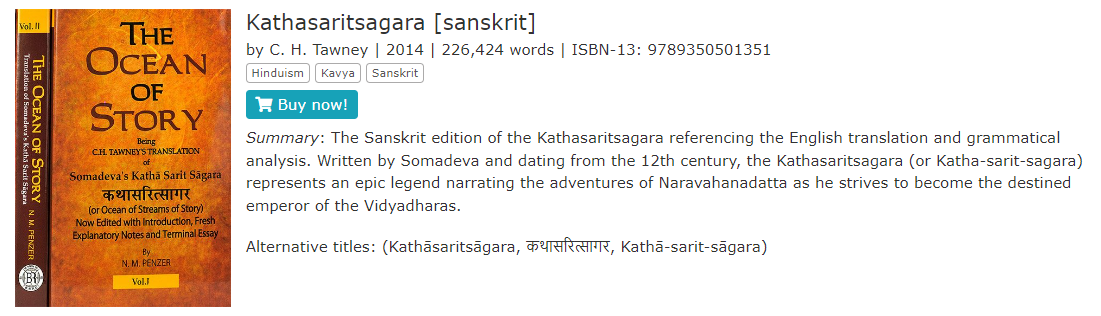 Vol. II
THE OCEAN OF STORY
Translation of Somadeva's Kathā Sarit Sāgara
N. M. PENZER
THE
OCEAN
OF
STORY
Being
C.H. TAWNEY'S TRANSLATION
of
Somadeva's Kathā Sarit Sāgara
कथासरित्सागर
(or Ocean of Streams of Story)
Now Edited with Introduction, Fresh
Explanatory Notes and Terminal Essay
By
N. M. PENZER
Vol.I
Kathasaritsagara [sanskrit]
by C. H. Tawney | 2014 | 226,424 words | ISBN-13: 9789350501351
Hinduism Kavya Sanskrit
Buy now!
Summary: The Sanskrit edition of the Kathasaritsagara referencing the English translation and grammatical
analysis. Written by Somadeva and dating from the 12th century, the Kathasaritsagara (or Katha-sarit-sagara)
represents an epic legend narrating the adventures of Naravahanadatta as he strives to become the destined
emperor of the Vidyadharas.
Alternative titles: (Kathāsaritsāgara, कथासरित्सागर, Kathā-sarit-sāgara)